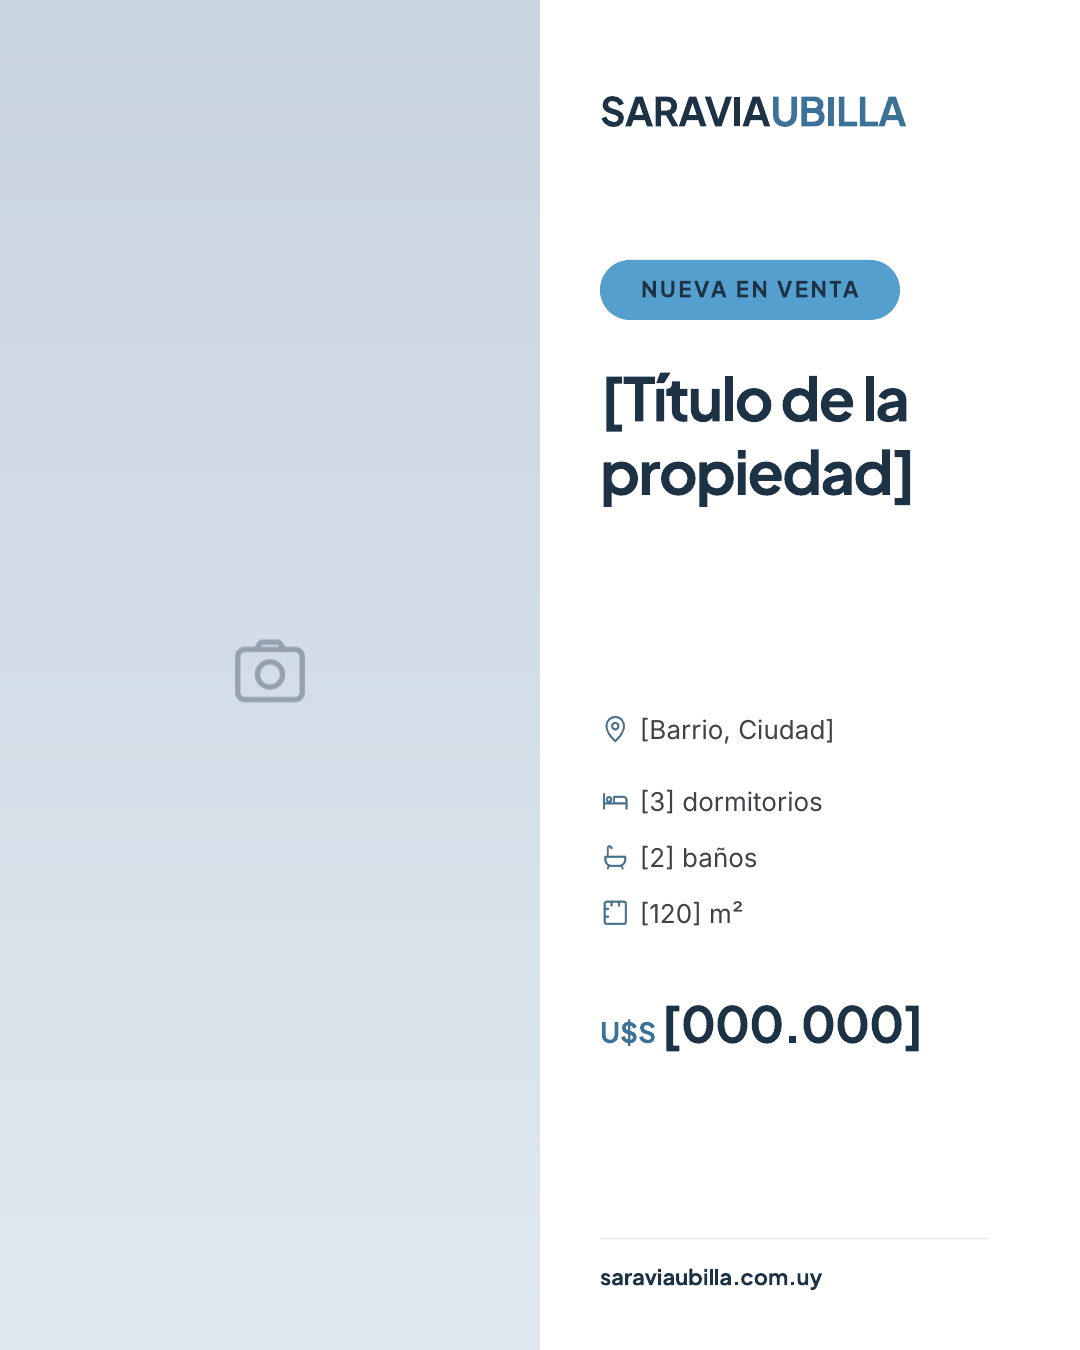 SARAVIAUBILLA
NUEVA EN VENTA
[Título de la
propiedad]
[Barrio, Ciudad]
[3] dormitorios
[2] baños
[120] m²
U$S [000.000]
saraviaubilla.com.uy